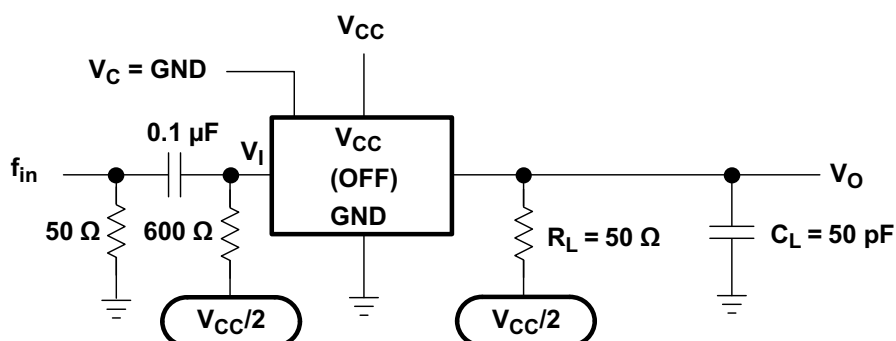 VCC
VC = GND
0.1 µF
fin
VI
VCC
(OFF)
GND
VO
50 Ω
600 Ω
RL = 50 Ω
CL = 50 pF
VCC/2
VCC/2